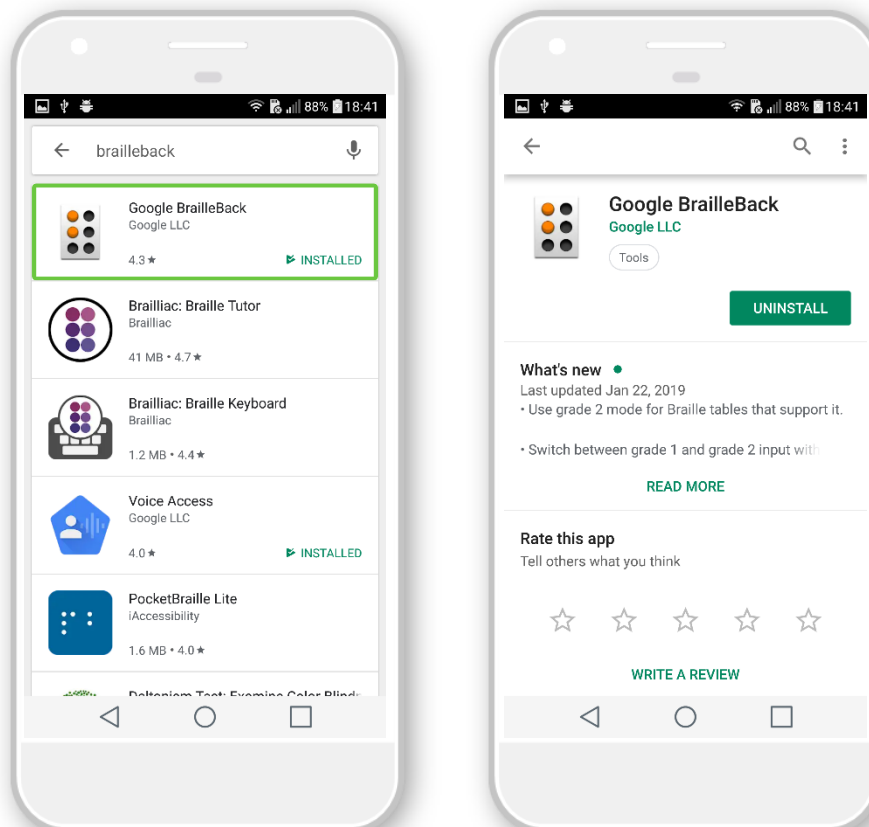 88% 18:41
brailleback
Google BrailleBack
Google LLC
4.3★ INSTALLED
Brailliac: Braille Tutor
Brailliac
41 MB • 4.7★
Brailliac: Braille Keyboard
Brailliac
1.2 MB • 4.4★
Voice Access
Google LLC
4.0★ INSTALLED
PocketBraille Lite
iAccessibility
1.6 MB • 4.0★
88% 18:41
Google BrailleBack
Google LLC
Tools
UNINSTALL
What's new
Last updated Jan 22, 2019
• Use grade 2 mode for Braille tables that support it.
• Switch between grade 1 and grade 2 input with
READ MORE
Rate this app
Tell others what you think
WRITE A REVIEW